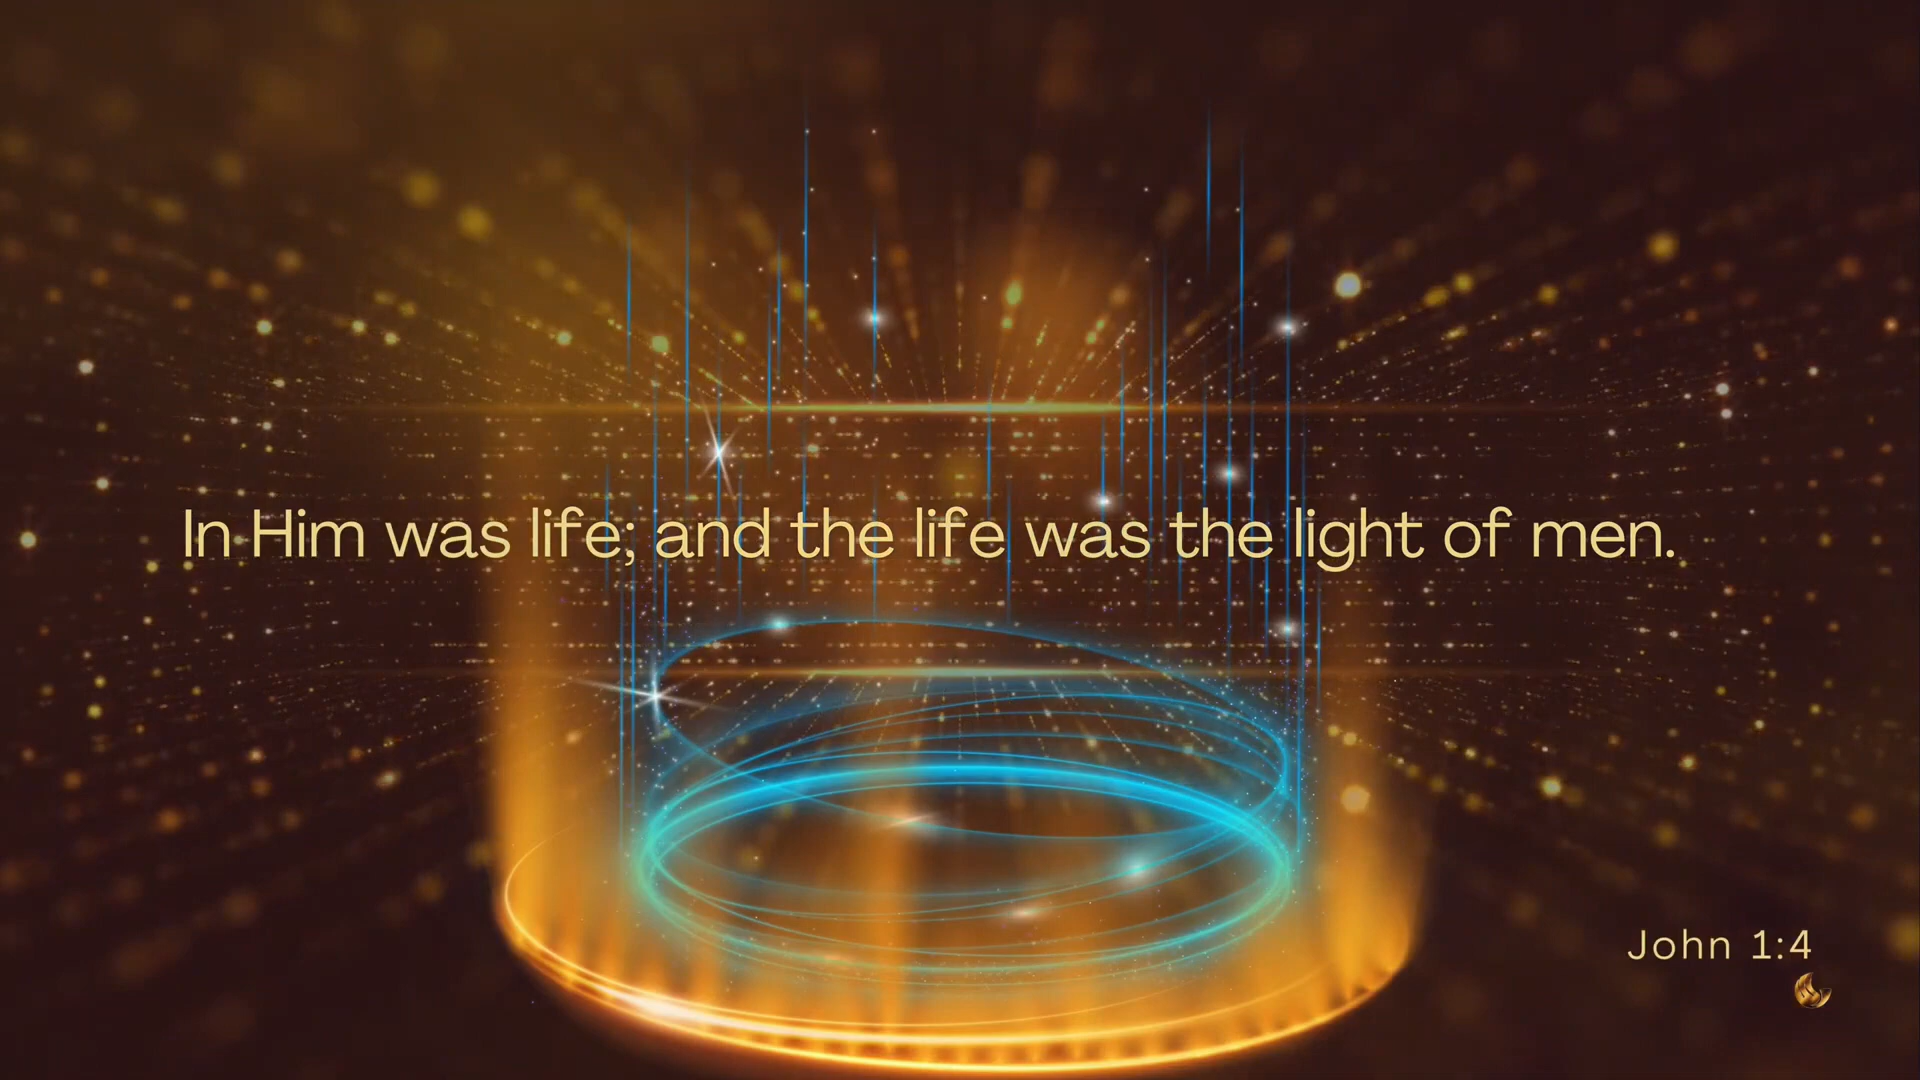 In Him was life; and the life was the light of men.
John 1:4